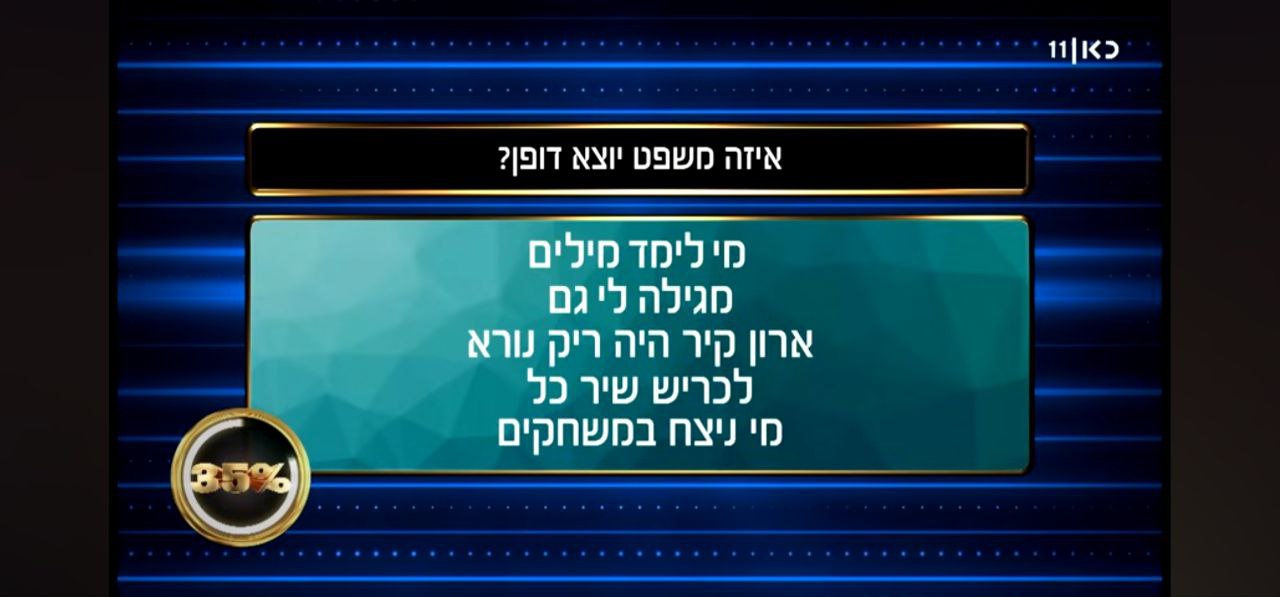 כאן|11
איזה משפט יוצא דופן?
מי לימד מילים
מגילה לי גם
ארון קיר היה ריק נורא
לכריש שיר כל
מי ניצח במשחקים
35%